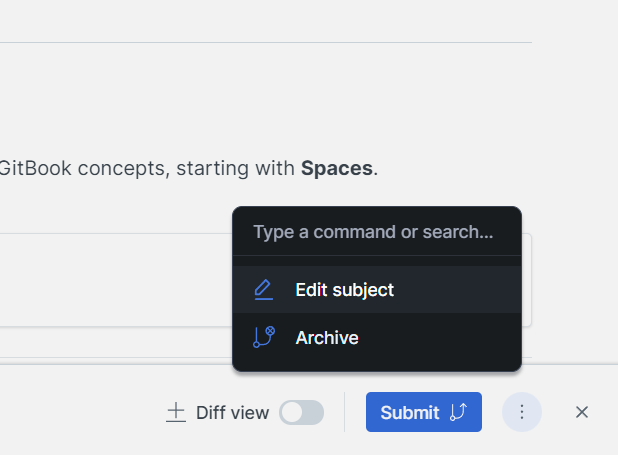 GitBook concepts, starting with Spaces.
Type a command or search...
Edit subject
Archive
Diff view
Submit